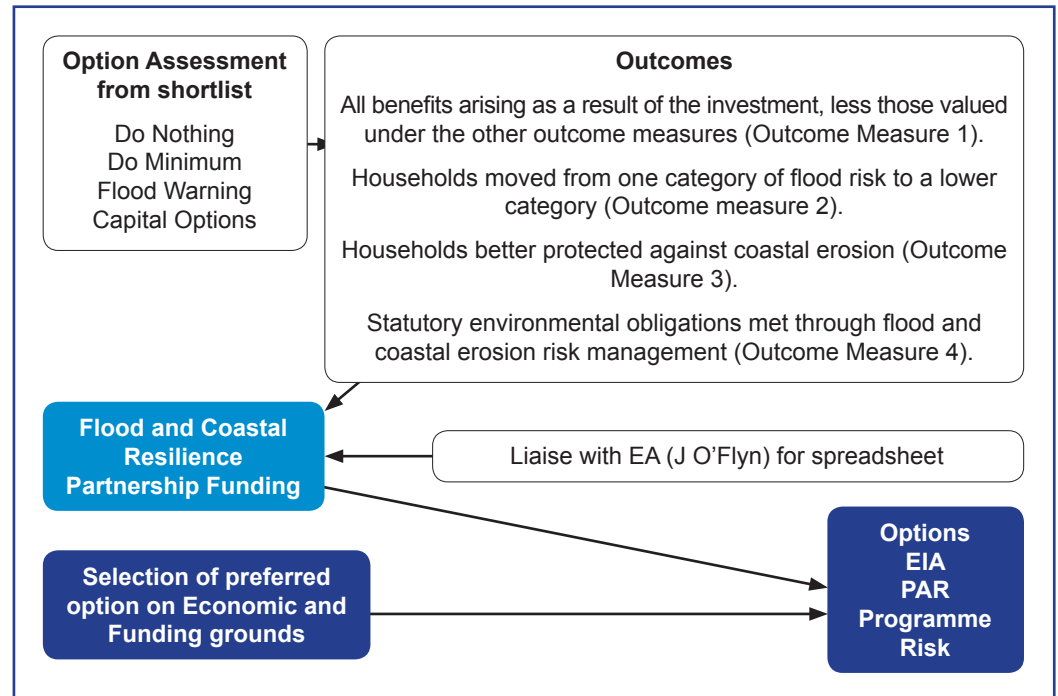 Option Assessment
from shortlist
Do Nothing
Do Minimum
Flood Warning
Capital Options
Outcomes
All benefits arising as a result of the investment, less those valued
under the other outcome measures (Outcome Measure 1).
Households moved from one category of flood risk to a lower
category (Outcome measure 2).
Households better protected against coastal erosion (Outcome
Measure 3).
Statutory environmental obligations met through flood and
coastal erosion risk management (Outcome Measure 4).
Flood and Coastal
Resilience
Partnership Funding
Liaise with EA (J O’Flyn) for spreadsheet
Selection of preferred
option on Economic and
Funding grounds
Options
EIA
PAR
Programme
Risk